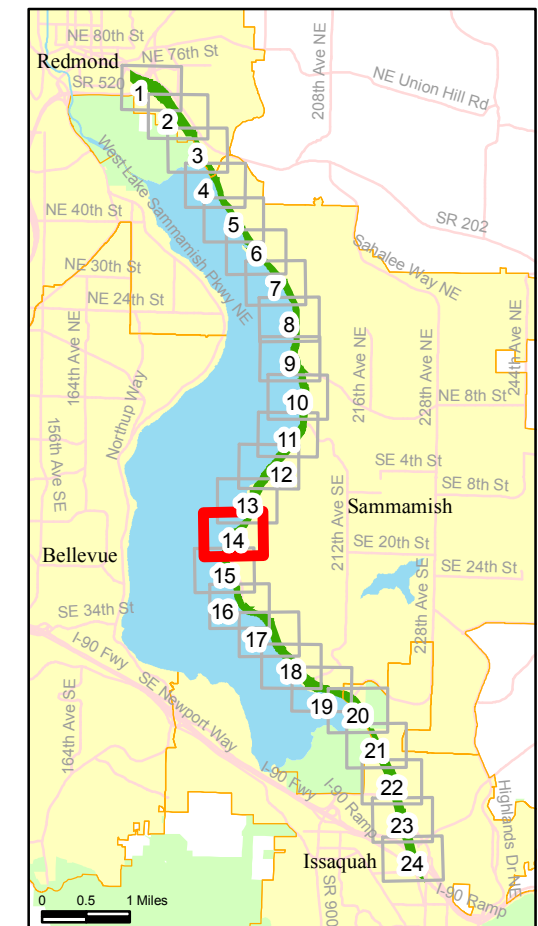 NE 80th St
Redmond
NE 76th St
SR 520
208th Ave NE
NE Union Hill Rd
1
2
3
West Lake Sammamish Pkwy NE
4
NE 40th St
5
SR 202
6
Sahalee Way NE
NE 30th St
7
NE 24th St
8
164th Ave NE
216th Ave NE
228th Ave NE
244th Ave NE
9
Northup Way
10
NE 8th St
156th Ave SE
11
SE 4th St
12
SE 8th St
13
Sammamish
212th Ave SE
14
SE 20th St
Bellevue
SE 24th St
15
228th Ave SE
SE 34th St
16
I-90 Fwy
17
SE Newport Way
18
164th Ave SE
19
20
21
I-90 Fwy
I-90 Ramp
22
Highlands Dr NE
23
Issaquah
24
SR 900
I-90 Ramp
0 0.5 1 Miles